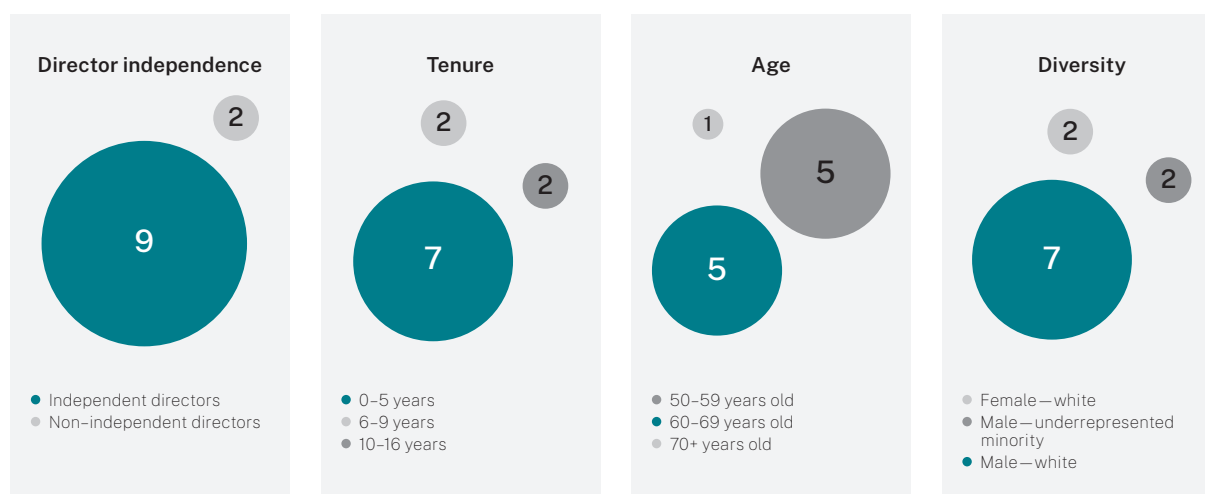 Director independence
2
9
Independent directors
Non–independent directors
Tenure
2
2
7
0–5 years
6–9 years
10–16 years
Age
1
5
5
50–59 years old
60–69 years old
70+ years old
Diversity
2
2
7
Female—white
Male—underrepresented
minority
Male—white